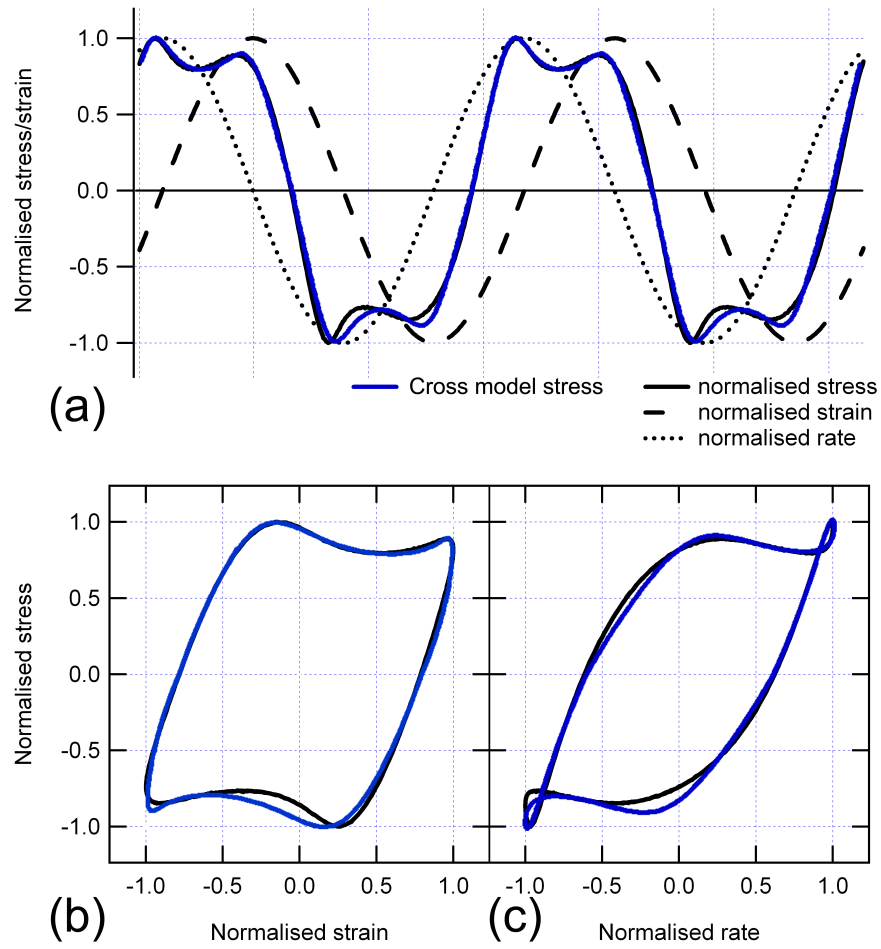 1.0
0.5
0.0
-0.5
-1.0
Normalised stress/strain
(a)
Cross model stress
normalised stress
normalised strain
normalised rate
1.0
0.5
0.0
-0.5
-1.0
Normalised stress
-1.0 -0.5 0.0 0.5 1.0
-1.0 -0.5 0.0 0.5 1.0
(b)
Normalised strain
(c)
Normalised rate